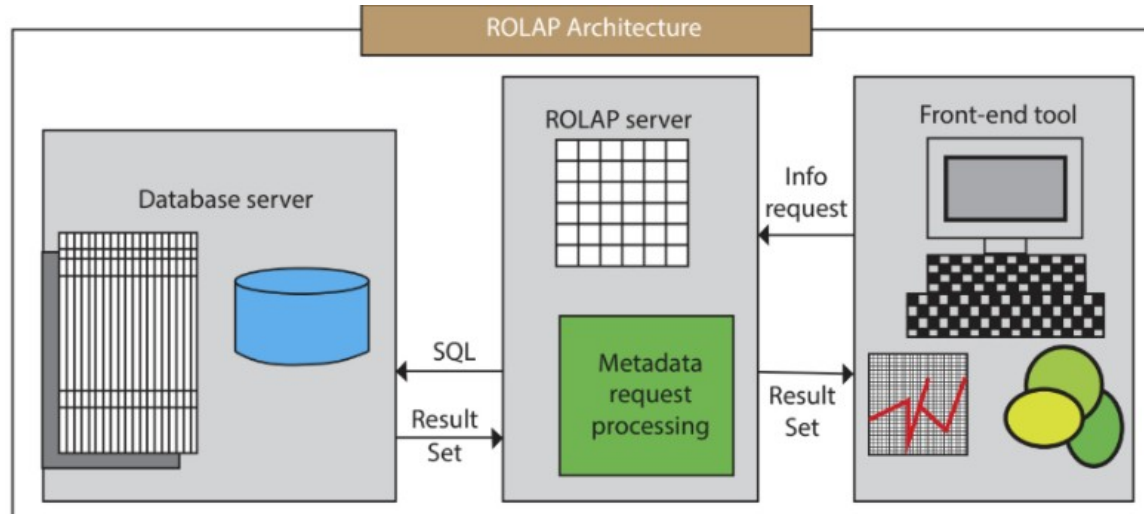 ROLAP Architecture
Database server
SQL
Result
Set
ROLAP server
Metadata
request
processing
Info
request
Result
Set
Front-end tool